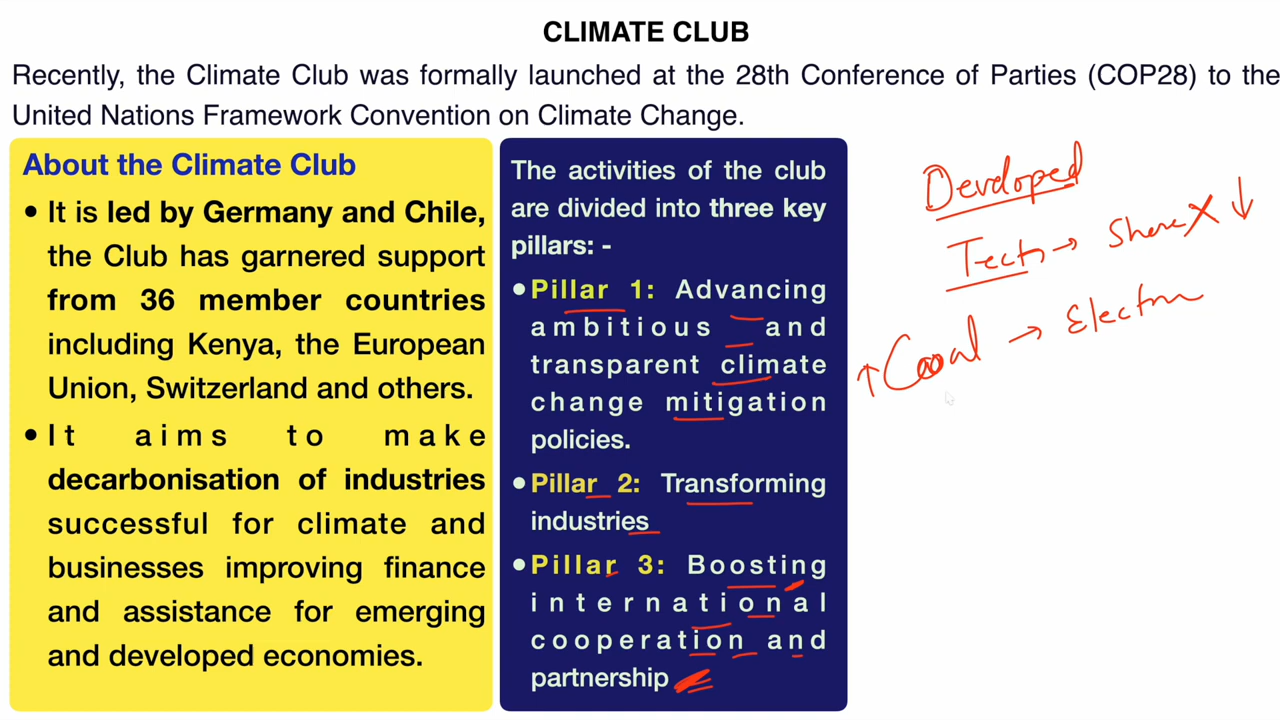 CLIMATE CLUB
Recently, the Climate Club was formally launched at the 28th Conference of Parties (COP28) to the
United Nations Framework Convention on Climate Change.
About the Climate Club
• It is led by Germany and Chile,
the Club has garnered support
from 36 member countries
including Kenya, the European
Union, Switzerland and others.
• It aims to make
decarbonisation of industries
successful for climate and
businesses improving finance
and assistance for emerging
and developed economies.
The activities of the club
are divided into three key
pillars: -
• Pillar 1: Advancing
ambitious and
transparent climate
change mitigation
policies.
• Pillar 2: Transforming
industries
• Pillar 3: Boosting
international
cooperation and
partnership
Developed
Tech → Share X ↓
↑ Coal →